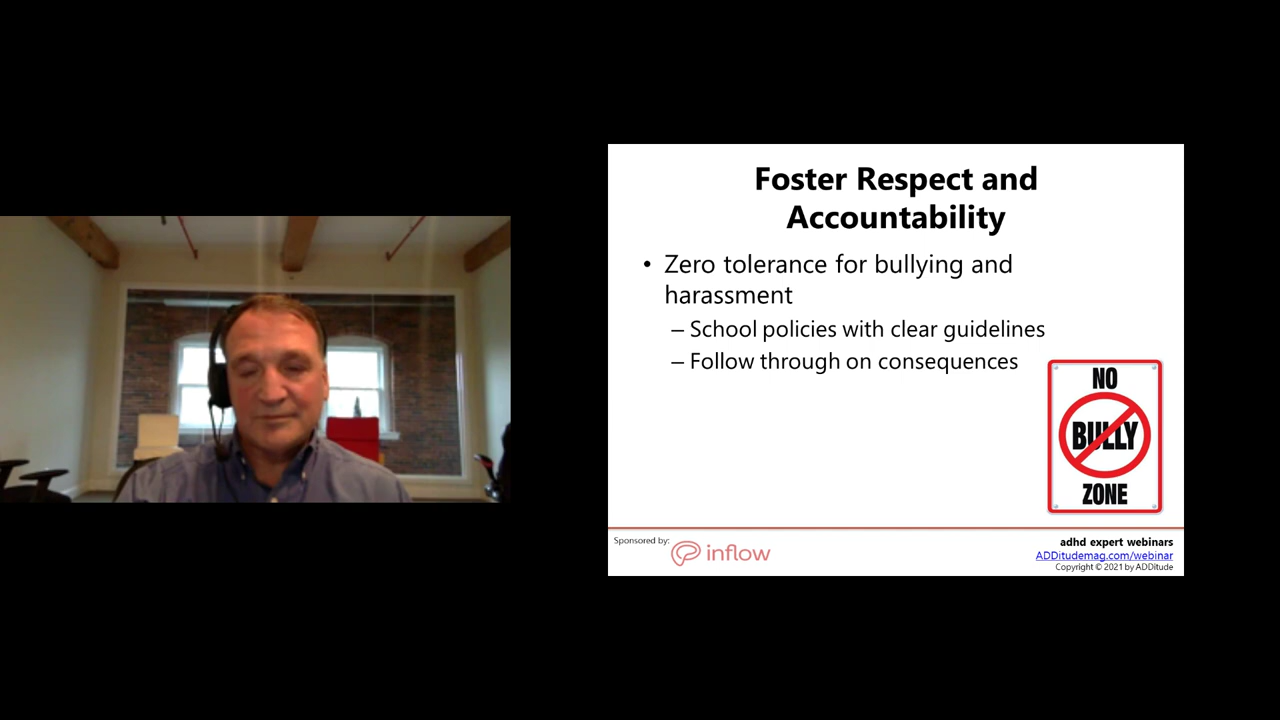 Foster Respect and
Accountability
• Zero tolerance for bullying and
harassment
– School policies with clear guidelines
– Follow through on consequences
NO
BULLY
ZONE
Sponsored by:
inflow
adhd expert webinars
ADDitudemag.com/webinar
Copyright © 2021 by ADDitude